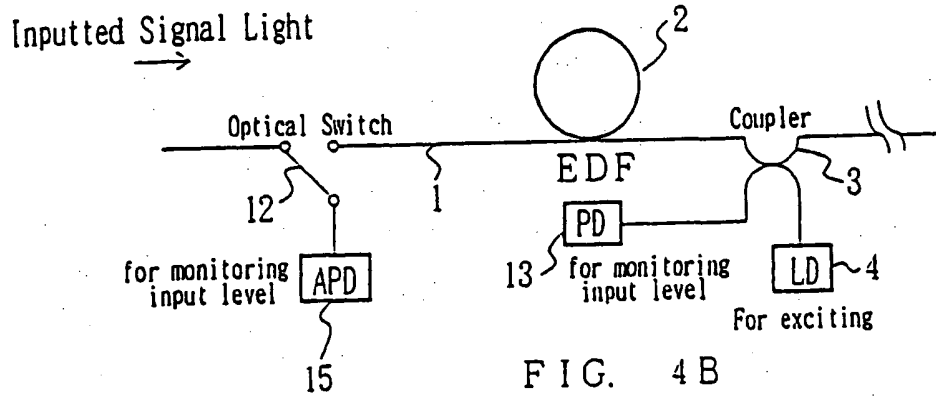 Inputted Signal Light
2
Optical Switch
Coupler
12
1
EDF
3
PD
13
for monitoring
input level
LD
4
For exciting
for monitoring
input level
APD
15
FIG. 4B